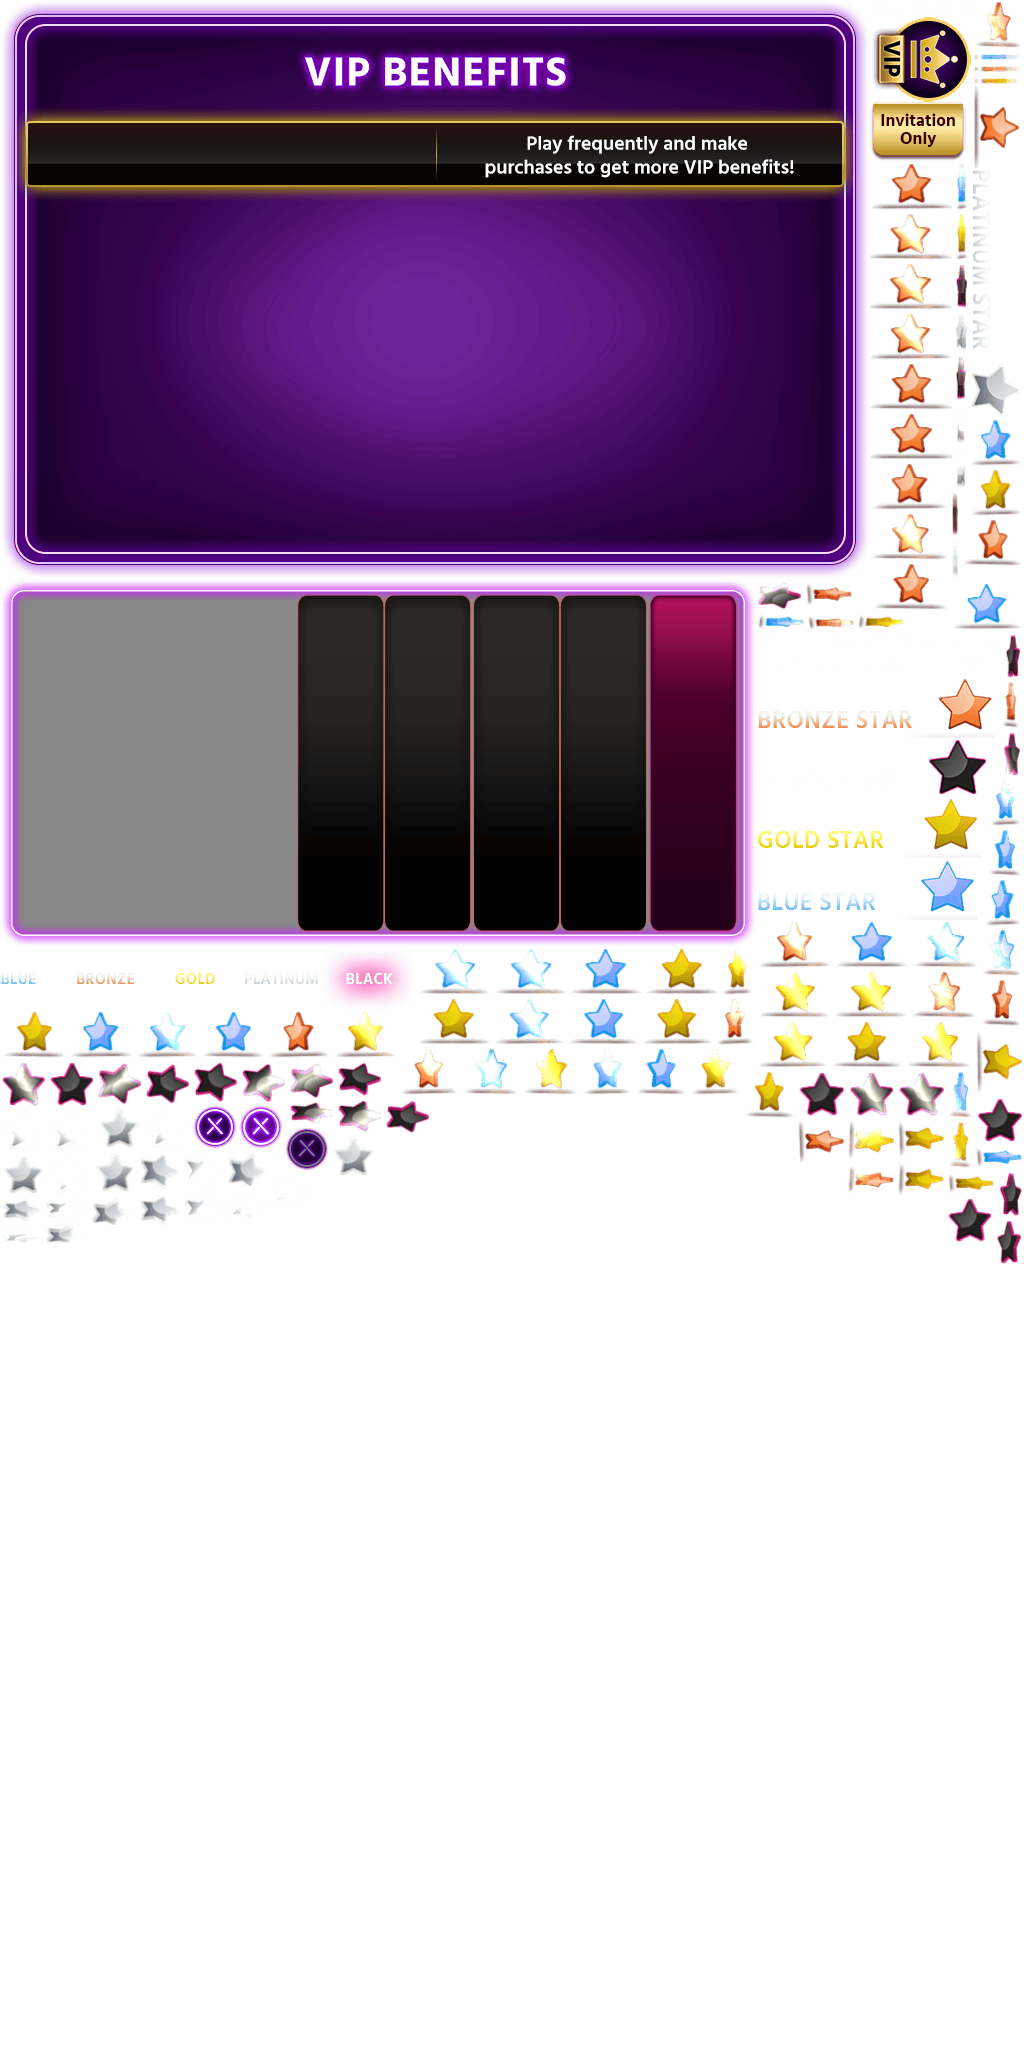 VIP BENEFITS
Play frequently and make
purchases to get more VIP benefits!
VIP
Invitation
Only
PLATINUM STAR
BRONZE STAR
GOLD STAR
BLUE STAR
BLUE
BRONZE
GOLD
PLATINUM
BLACK